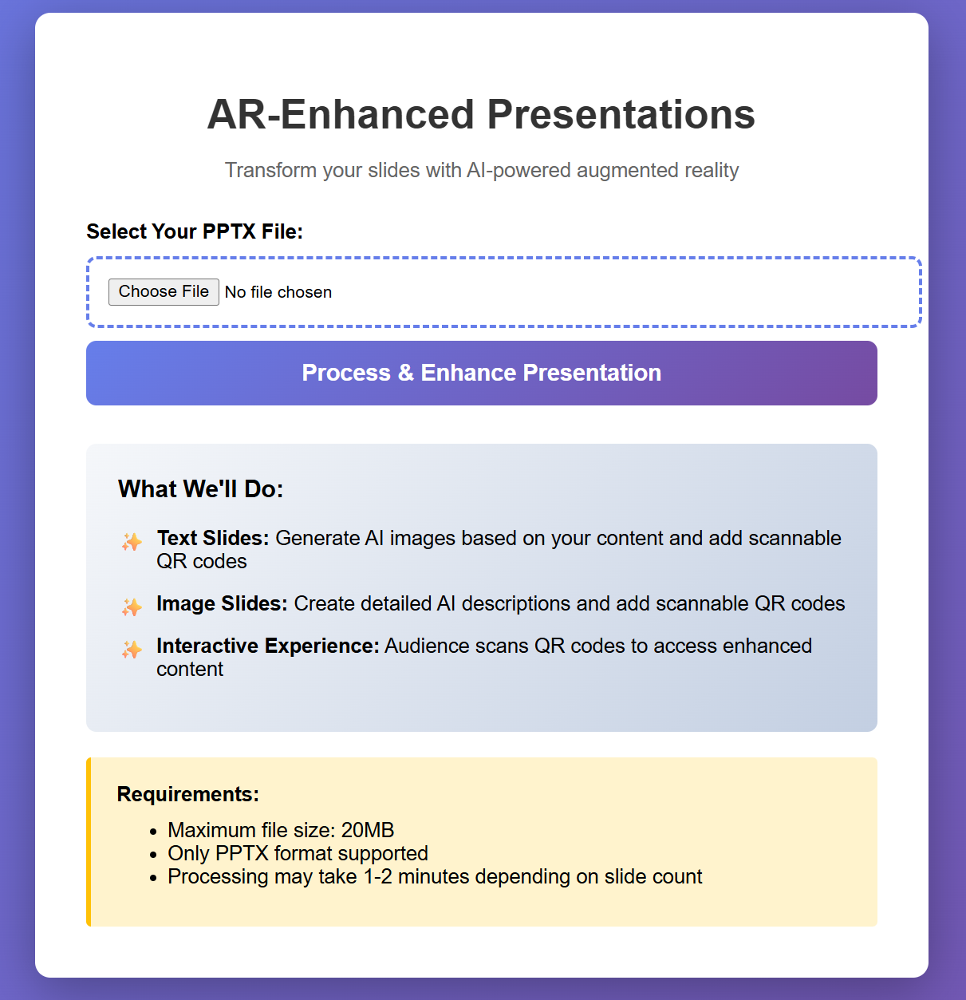 AR-Enhanced Presentations
Transform your slides with AI-powered augmented reality
Select Your PPTX File:
Choose File No file chosen
Process & Enhance Presentation
What We'll Do:
✨ Text Slides: Generate AI images based on your content and add scannable
QR codes
✨ Image Slides: Create detailed AI descriptions and add scannable QR codes
✨ Interactive Experience: Audience scans QR codes to access enhanced
content
Requirements:
• Maximum file size: 20MB
• Only PPTX format supported
• Processing may take 1-2 minutes depending on slide count